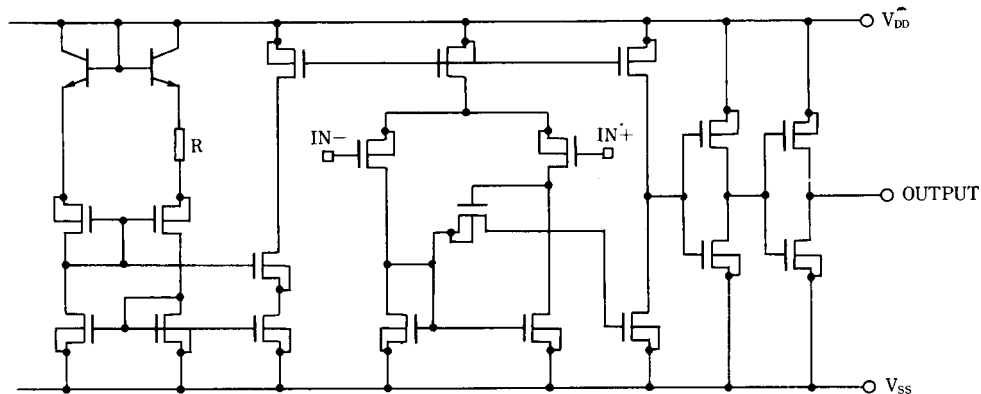 V_DD
IN−
IN+
R
OUTPUT
V_SS